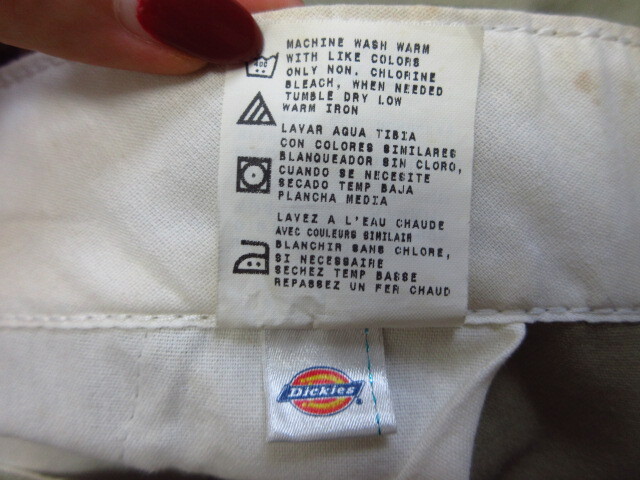 MACHINE WASH WARM
WITH LIKE COLORS
ONLY NON. CHLORINE
BLEACH, WHEN NEEDED
TUMBLE DRY LOW
WARM IRON
LAVAR AQUA TIBIA
CON COLORES SIMILARES
BLANQUEADOR SIN CLORO,
CUANDO SE NECESITE
SECADO TEMP BAJA
PLANCHA MEDIA
LAVEZ A L'EAU CHAUDE
AVEC COULEURS SIMILAIR
BLANCHIR SANS CHLORE,
SI NECESSAIRE
SECHEZ TEMP BASSE
REPASSEZ UN FER CHAUD
Dickies